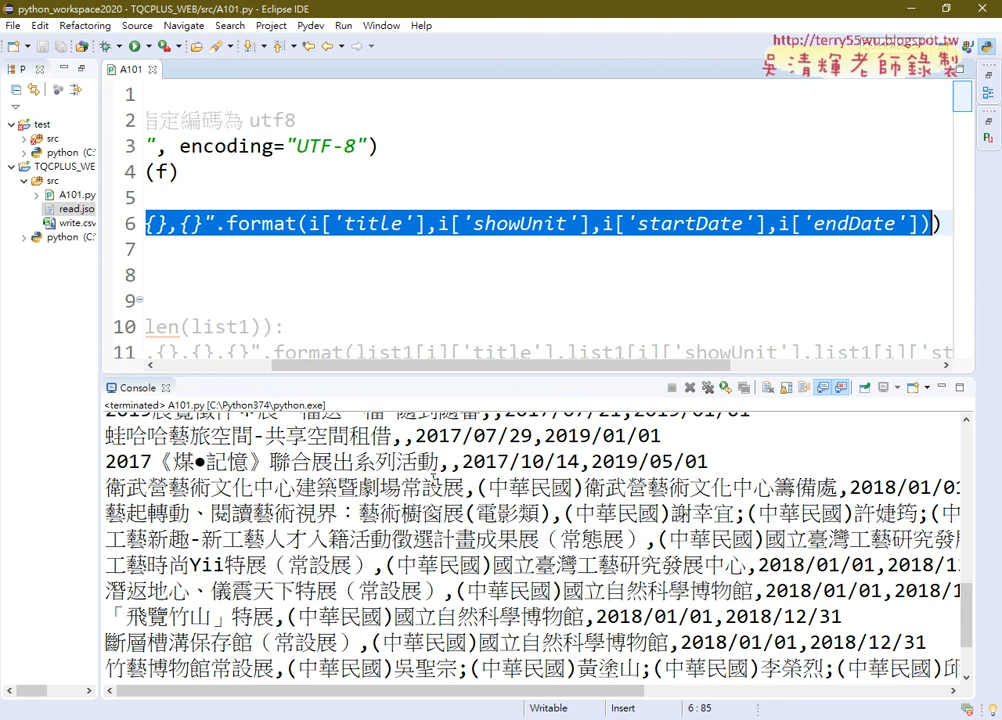 python_workspace2020 - TQCPLUS_WEB/src/A101.py - Eclipse IDE
File Edit Refactoring Source Navigate Search Project Pydev Run Window Help
http://terry55wu.blogspot.tw
吳清輝老師錄製
P
A101
test
src
python (C:
TQCPLUS_WE
src
A101.py
read.jso
write.csv
python (C:
1
2 指定編碼為 utf8
3 ", encoding="UTF-8")
4 (f)
5
6 {},{}".format(i['title'],i['showUnit'],i['startDate'],i['endDate']))
7
8
9
10 len(list1)):
11 .{}.{}.{}".format(list1[i]['title'].list1[i]['showUnit'].list1[i]['st
Console
<terminated> A101.py [C:\Python374\python.exe]
蛙哈哈藝旅空間-共享空間租借,,2017/07/29,2019/01/01
2017《煤●記憶》聯合展出系列活動,,2017/10/14,2019/05/01
衛武營藝術文化中心建築暨劇場常設展,(中華民國)衛武營藝術文化中心籌備處,2018/01/01
藝起轉動、閱讀藝術視界：藝術櫥窗展(電影類),(中華民國)謝幸宜;(中華民國)許婕筠;(中
工藝新趣-新工藝人才入籍活動徵選計畫成果展（常態展）,(中華民國)國立臺灣工藝研究發展
工藝時尚Yii特展（常設展）,(中華民國)國立臺灣工藝研究發展中心,2018/01/01,2018/1
潛返地心、儀震天下特展（常設展）,(中華民國)國立自然科學博物館,2018/01/01,2018/1
「飛覽竹山」特展,(中華民國)國立自然科學博物館,2018/01/01,2018/12/31
斷層槽溝保存館（常設展）,(中華民國)國立自然科學博物館,2018/01/01,2018/12/31
竹藝博物館常設展,(中華民國)吳聖宗;(中華民國)黃塗山;(中華民國)李榮烈;(中華民國)邱
Writable Insert 6:85